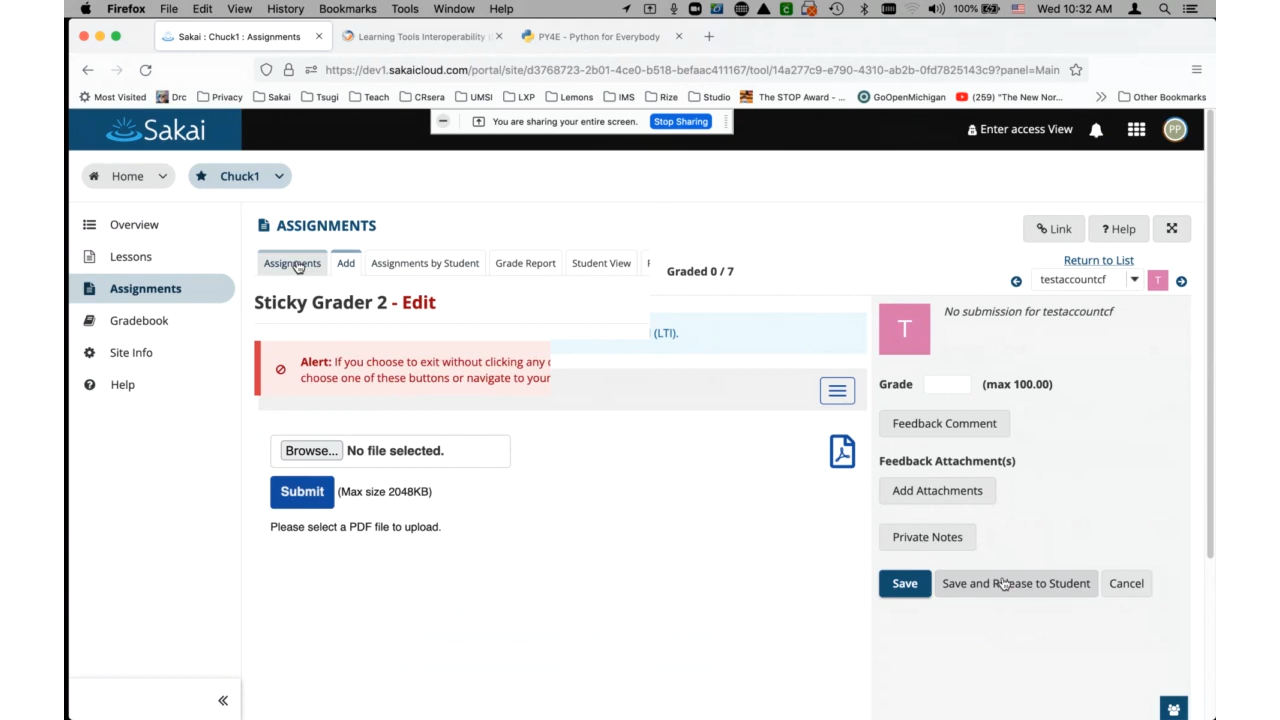 Firefox File Edit View History Bookmarks Tools Window Help 100% Wed 10:32 AM
Sakai : Chuck1 : Assignments × Learning Tools Interoperability × PY4E - Python for Everybody × +
https://dev1.sakaicloud.com/portal/site/d3768723-2b01-4ce0-b518-befaac411167/tool/14a277c9-e790-4310-ab2b-0fd7825143c9?panel=Main
Most Visited Drc Privacy Sakai Tsugi Teach CRsera UMSI LXP Lemons IMS Rize Studio The STOP Award - ... GoOpenMichigan (259) "The New Nor... Other Bookmarks
Sakai
You are sharing your entire screen. Stop Sharing
Enter access View PP
Home Chuck1
Overview
Lessons
Assignments
Gradebook
Site Info
Help
ASSIGNMENTS
Link ? Help
Assignments Add Assignments by Student Grade Report Student View
Graded 0 / 7
Return to List
testaccountcf T
Sticky Grader 2 - Edit
(LTI).
Alert: If you choose to exit without clicking any
choose one of these buttons or navigate to your
Browse... No file selected.
Submit (Max size 2048KB)
Please select a PDF file to upload.
T
No submission for testaccountcf
Grade (max 100.00)
Feedback Comment
Feedback Attachment(s)
Add Attachments
Private Notes
Save Save and Release to Student Cancel